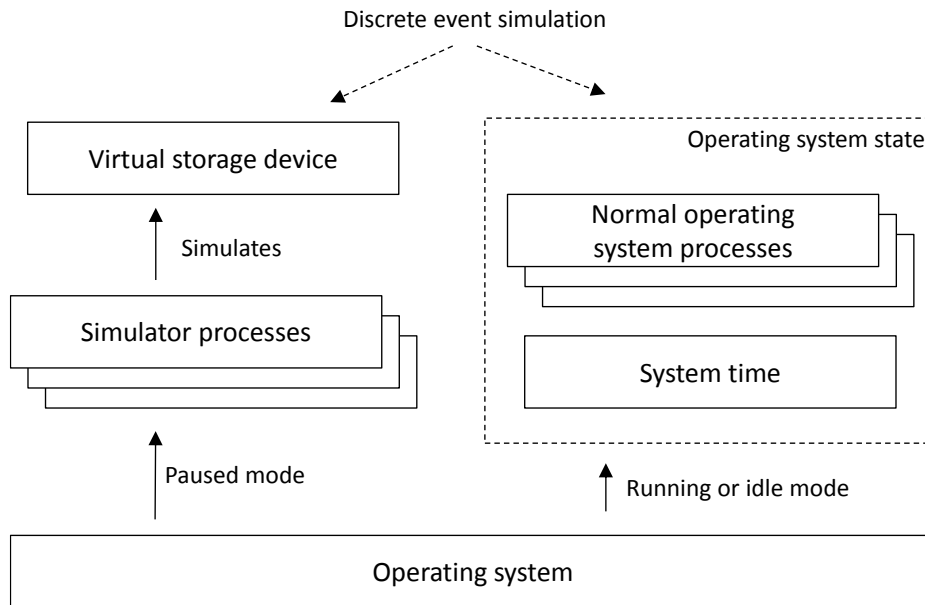 Discrete event simulation
Operating system state
Virtual storage device
Normal operating
system processes
Simulates
Simulator processes
System time
Paused mode
Running or idle mode
Operating system